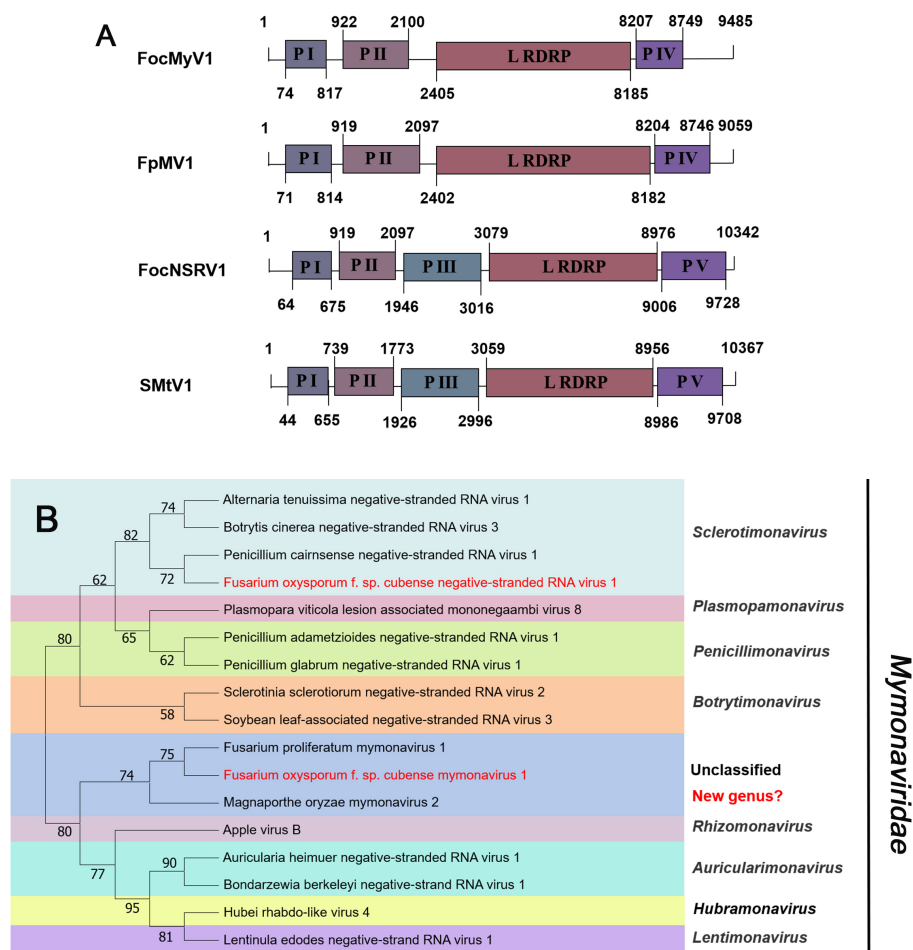 A
1 922 2100 8207 8749 9485
FocMyV1 P I P II L RDRP P IV
74 817 2405 8185
1 919 2097 8204 8746 9059
FpMV1 P I P II L RDRP P IV
71 814 2402 8182
1 919 2097 3079 8976 10342
FocNSRV1 P I P II P III L RDRP P V
64 675 1946 3016 9006 9728
1 739 1773 3059 8956 10367
SMtV1 P I P II P III L RDRP P V
44 655 1926 2996 8986 9708
B
74 Alternaria tenuissima negative-stranded RNA virus 1
82 Botrytis cinerea negative-stranded RNA virus 3
Sclerotimonavirus
Penicillium cairnsense negative-stranded RNA virus 1
62 72 Fusarium oxysporum f. sp. cubense negative-stranded RNA virus 1
Plasmopara viticola lesion associated mononegaambi virus 8 Plasmopamonavirus
80 65 Penicillium adametzioides negative-stranded RNA virus 1
Penicillimonavirus
62 Penicillium glabrum negative-stranded RNA virus 1
Sclerotinia sclerotiorum negative-stranded RNA virus 2
Botrytimonavirus
58 Soybean leaf-associated negative-stranded RNA virus 3
75 Fusarium proliferatum mymonavirus 1
Unclassified
74 Fusarium oxysporum f. sp. cubense mymonavirus 1
New genus?
Magnaporthe oryzae mymonavirus 2
80 Apple virus B Rhizomonavirus
90 Auricularia heimuer negative-stranded RNA virus 1
Auricularimonavirus
77 Bondarzewia berkeleyi negative-strand RNA virus 1
95 Hubei rhabdo-like virus 4 Hubramonavirus
81 Lentinula edodes negative-strand RNA virus 1 Lentimonavirus
Mymonaviridae